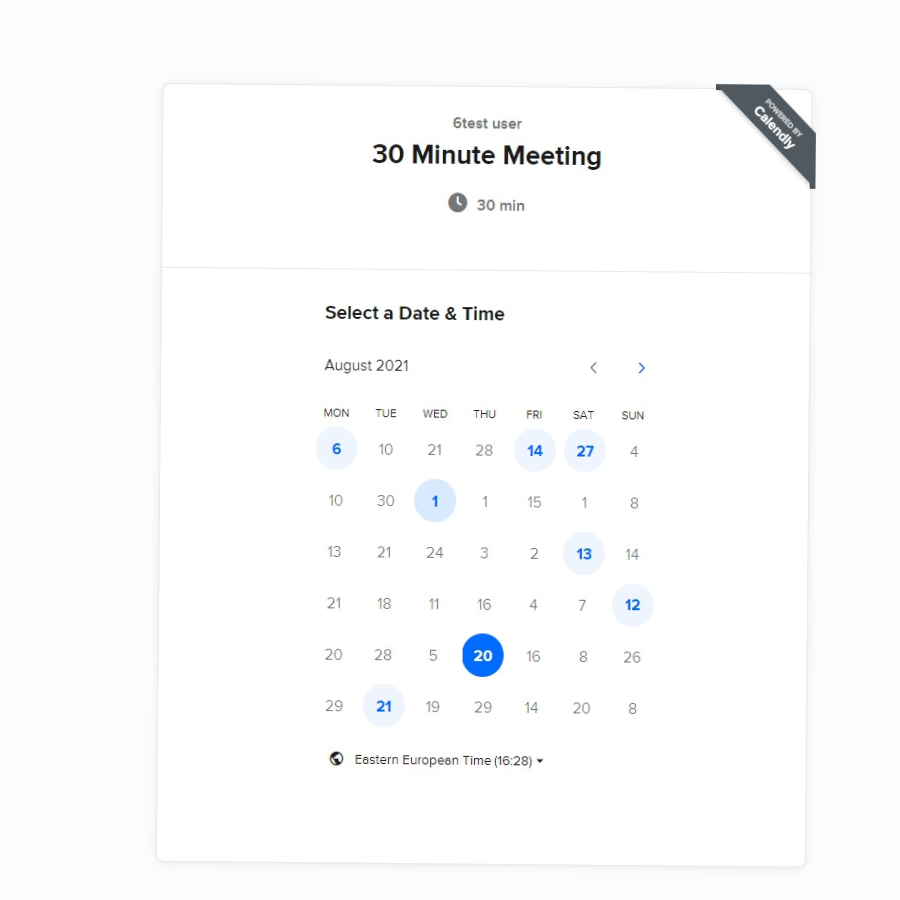 POWERED BY
Calendly
6test user
30 Minute Meeting
30 min
Select a Date & Time
August 2021
MON TUE WED THU FRI SAT SUN
6 10 21 28 14 27 4
10 30 1 1 15 1 8
13 21 24 3 2 13 14
21 18 11 16 4 7 12
20 28 5 20 16 8 26
29 21 19 29 14 20 8
Eastern European Time (16:28)